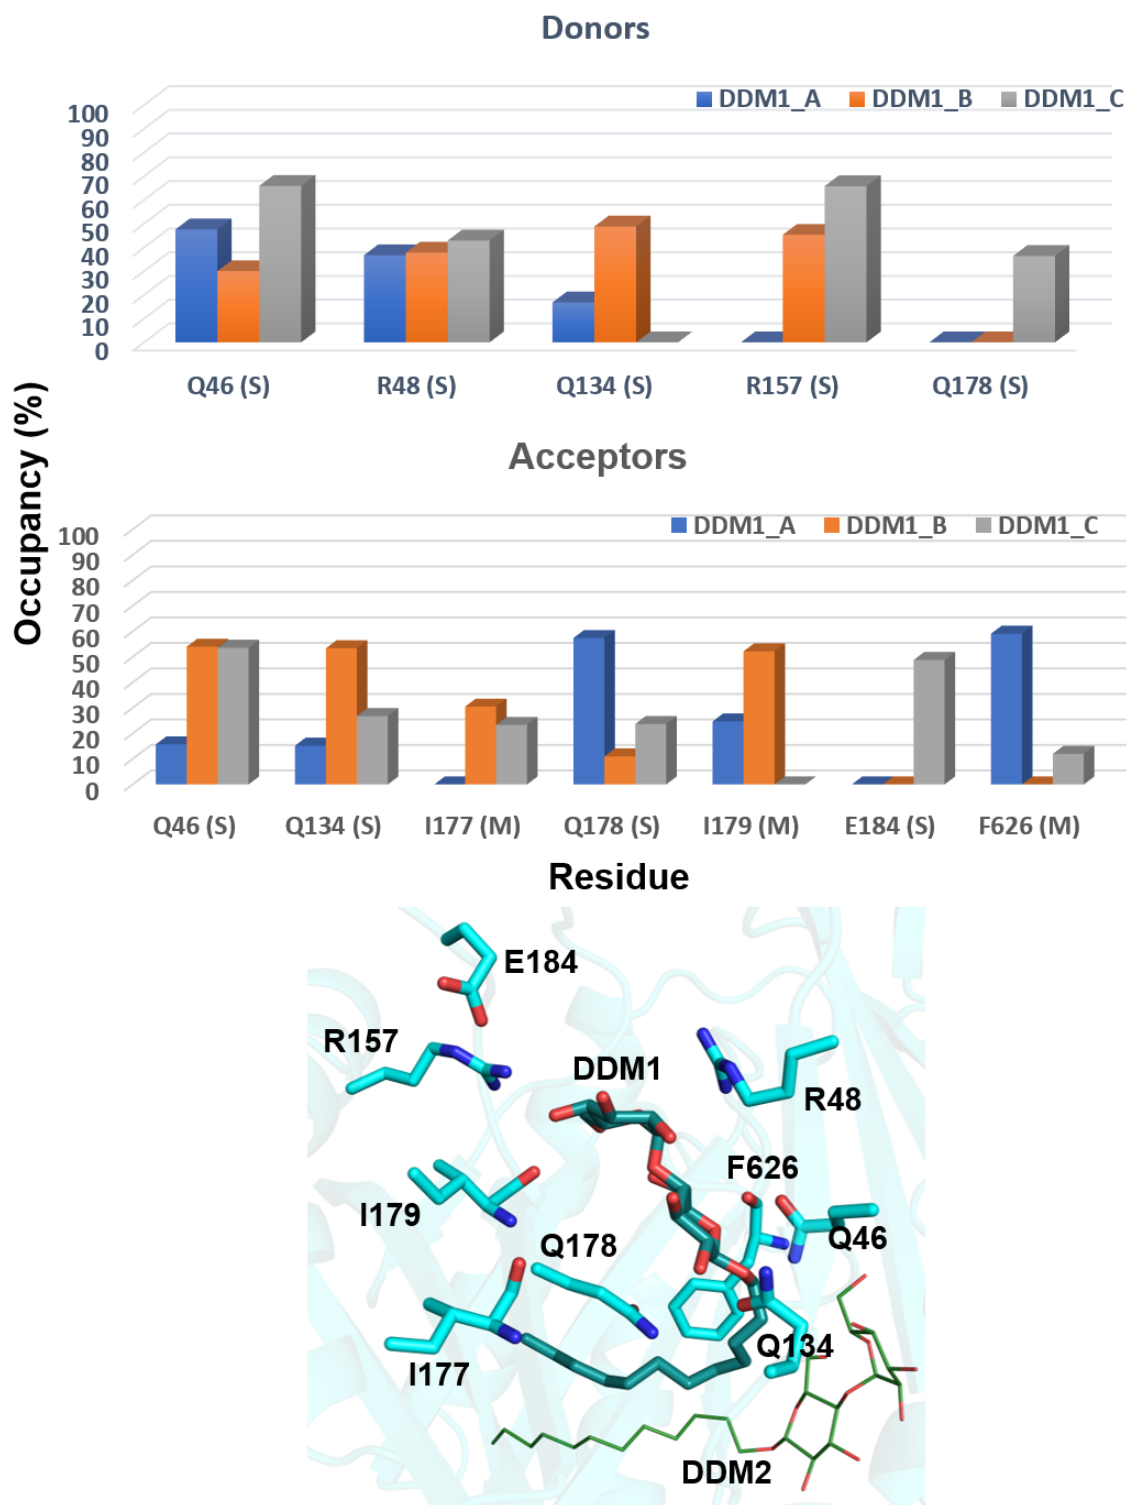 Donors
DDM1_A DDM1_B DDM1_C
100
90
80
70
60
50
40
30
20
10
0
Q46 (S) R48 (S) Q134 (S) R157 (S) Q178 (S)
Occupancy (%)
Acceptors
DDM1_A DDM1_B DDM1_C
100
90
80
70
60
50
40
30
20
10
0
Q46 (S) Q134 (S) I177 (M) Q178 (S) I179 (M) E184 (S) F626 (M)
Residue
E184
R157
DDM1
R48
F626
I179
Q178
Q46
Q134
I177
DDM2